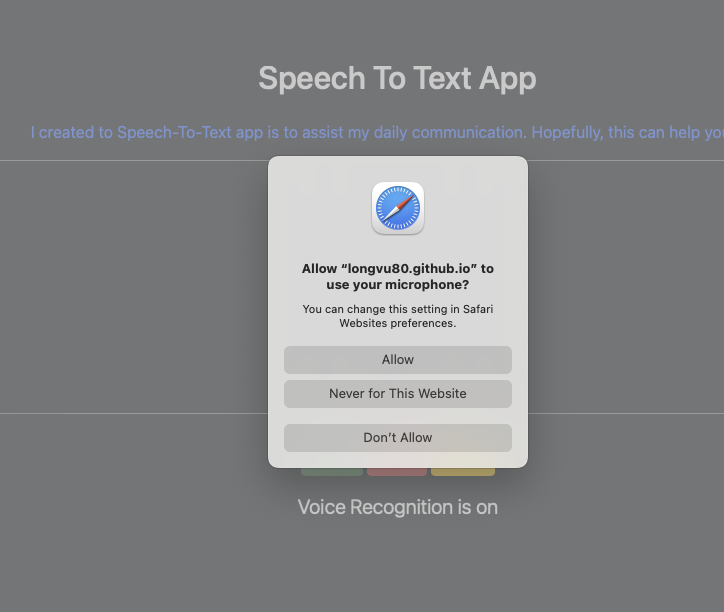 Speech To Text App
I created to Speech-To-Text app is to assist my daily communication. Hopefully, this can help
Allow “longvu80.github.io” to
use your microphone?
You can change this setting in Safari
Websites preferences.
Allow
Never for This Website
Don’t Allow
Voice Recognition is on